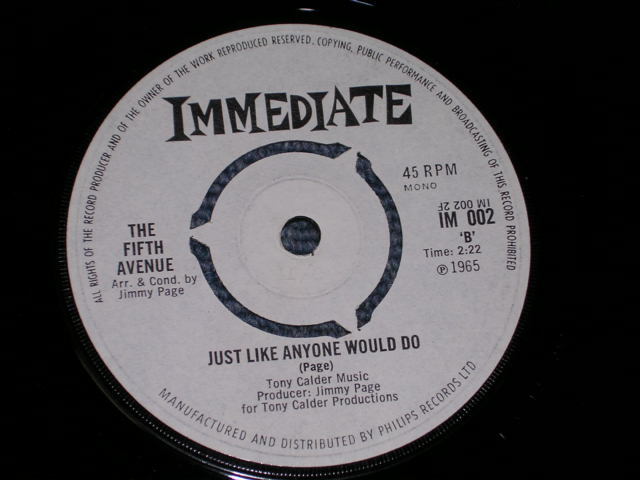 ALL RIGHTS OF THE RECORD PRODUCER AND OF THE OWNER OF THE WORK REPRODUCED RESERVED. COPYING, PUBLIC PERFORMANCE AND BROADCASTING OF THIS RECORD PROHIBITED
IMMEDIATE
45 RPM
MONO
IM 002 2F
IM 002
'B'
Time: 2:22
℗ 1965
THE
FIFTH
AVENUE
Arr. & Cond. by
Jimmy Page
JUST LIKE ANYONE WOULD DO
(Page)
Tony Calder Music
Producer: Jimmy Page
for Tony Calder Productions
MANUFACTURED AND DISTRIBUTED BY PHILIPS RECORDS LTD